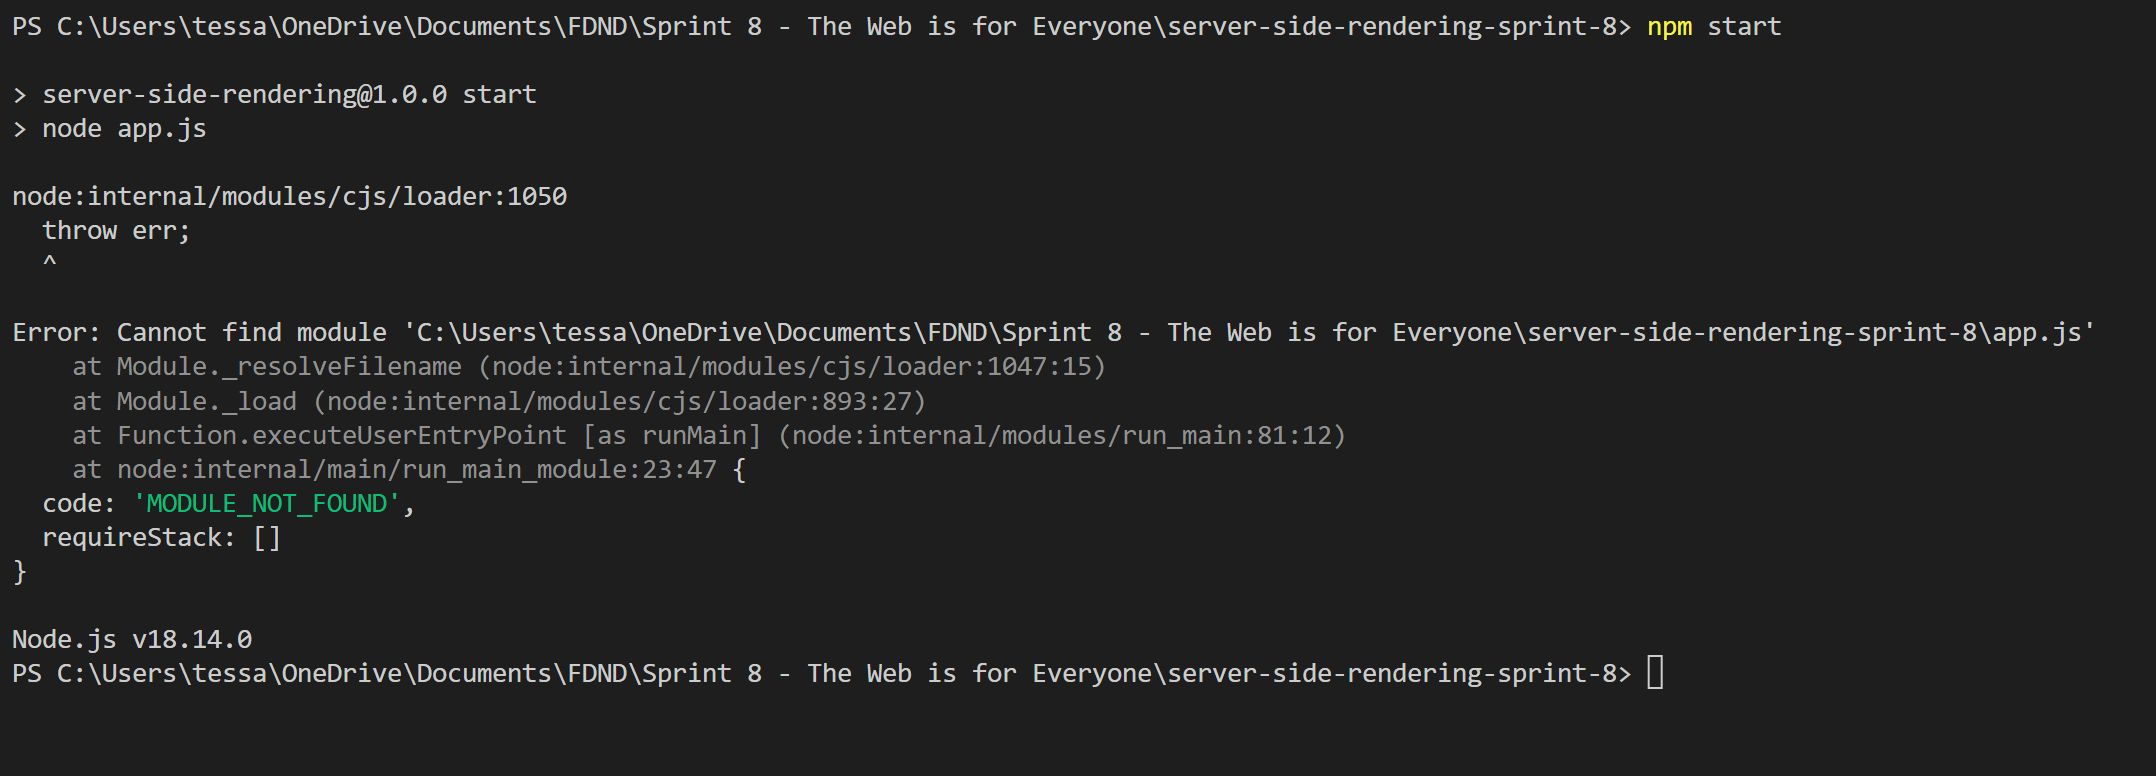 PS C:\Users\tessa\OneDrive\Documents\FDND\Sprint 8 - The Web is for Everyone\server-side-rendering-sprint-8> npm start
> server-side-rendering@1.0.0 start
> node app.js
node:internal/modules/cjs/loader:1050
  throw err;
  ^
Error: Cannot find module 'C:\Users\tessa\OneDrive\Documents\FDND\Sprint 8 - The Web is for Everyone\server-side-rendering-sprint-8\app.js'
    at Module._resolveFilename (node:internal/modules/cjs/loader:1047:15)
    at Module._load (node:internal/modules/cjs/loader:893:27)
    at Function.executeUserEntryPoint [as runMain] (node:internal/modules/run_main:81:12)
    at node:internal/main/run_main_module:23:47 {
  code: 'MODULE_NOT_FOUND',
  requireStack: []
}
Node.js v18.14.0
PS C:\Users\tessa\OneDrive\Documents\FDND\Sprint 8 - The Web is for Everyone\server-side-rendering-sprint-8>